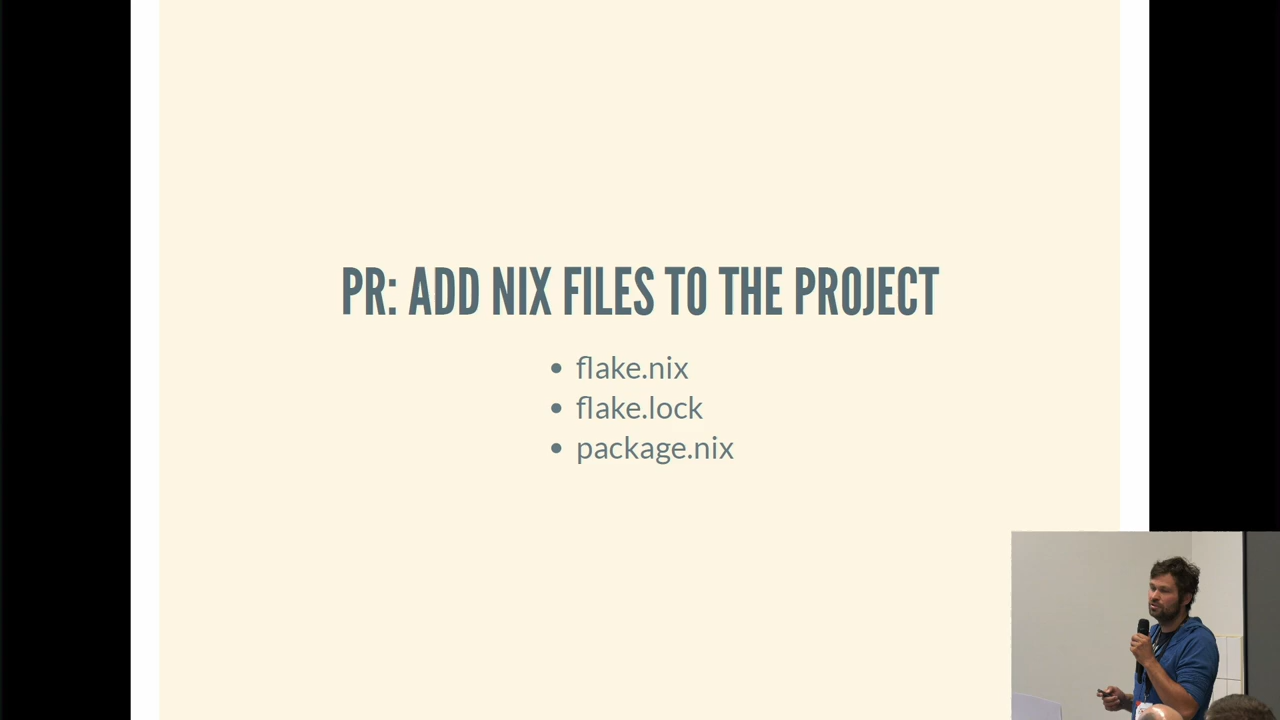 PR: ADD NIX FILES TO THE PROJECT
flake.nix
flake.lock
package.nix